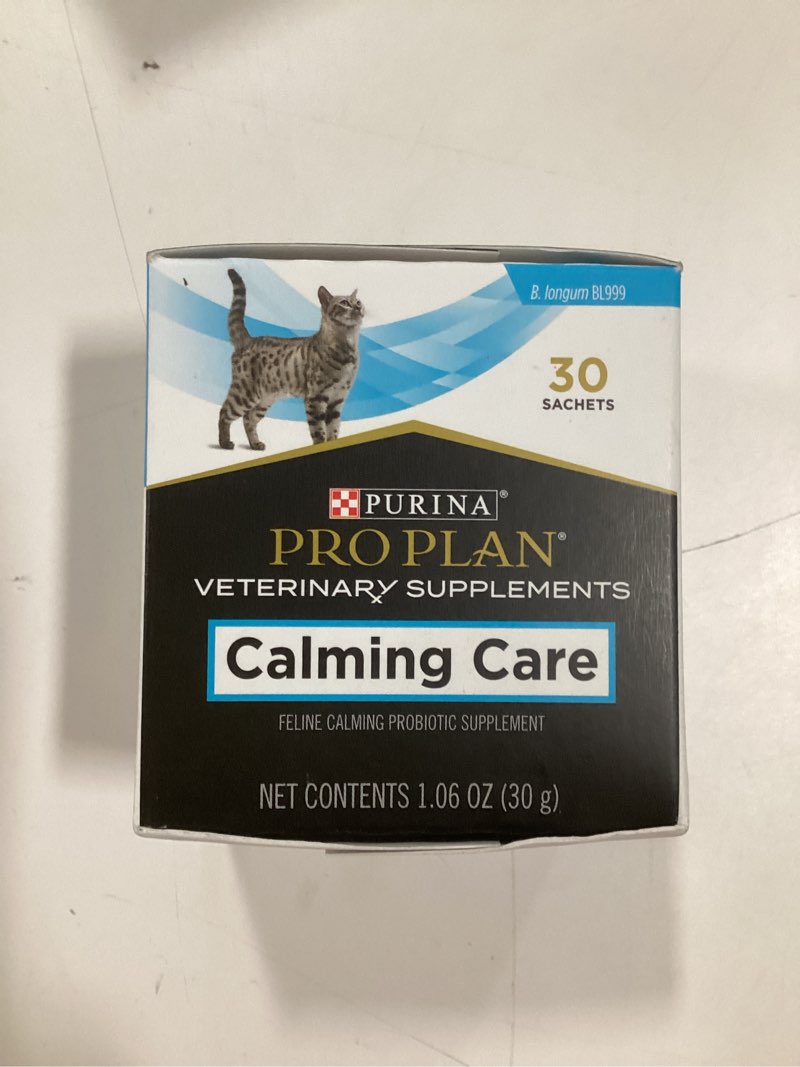 B. longum BL999
30
SACHETS
PURINA®
PRO PLAN®
VETERINARY SUPPLEMENTS
Calming Care
FELINE CALMING PROBIOTIC SUPPLEMENT
NET CONTENTS 1.06 OZ (30 g)